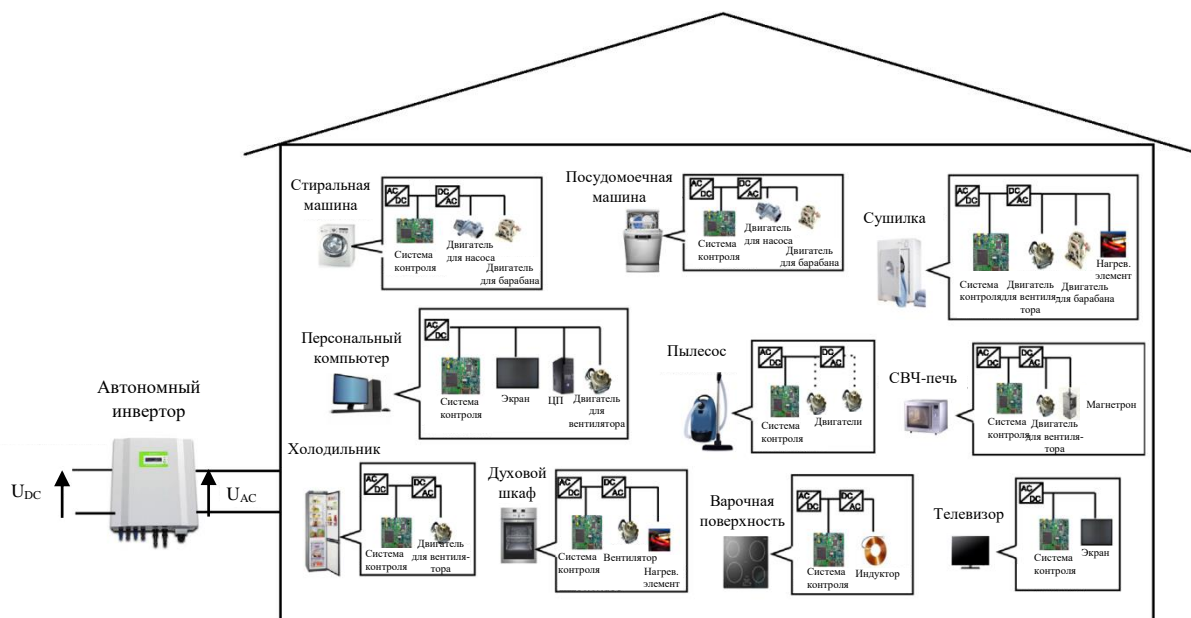 Автономный
инвертор
U_DC
U_AC
Стиральная
машина
AC
DC
DC
AC
Система
контроля
Двигатель
для насоса
Двигатель
для барабана
Посудомоечная
машина
AC
DC
DC
AC
Система
контроля
Двигатель
для насоса
Двигатель
для барабана
Сушилка
AC
DC
DC
AC
Система
контроля
Двигатель
для вентиля-
тора
Двигатель
для барабана
Нагрев.
элемент
Персональный
компьютер
AC
DC
Система
контроля
Экран
ЦП
Двигатель
для
вентилятора
Пылесос
AC
DC
DC
AC
Система
контроля
Двигатели
СВЧ-печь
AC
DC
DC
AC
Система
контроля
Двигатель
для вентиля-
тора
Магнетрон
Холодильник
AC
DC
DC
AC
Система
контроля
Двигатель
для вентиля-
тора
Духовой
шкаф
AC
DC
DC
AC
Система
контроля
Вентилятор
Нагрев.
элемент
Варочная
поверхность
AC
DC
DC
AC
Система
контроля
Индуктор
Телевизор
AC
DC
Система
контроля
Экран